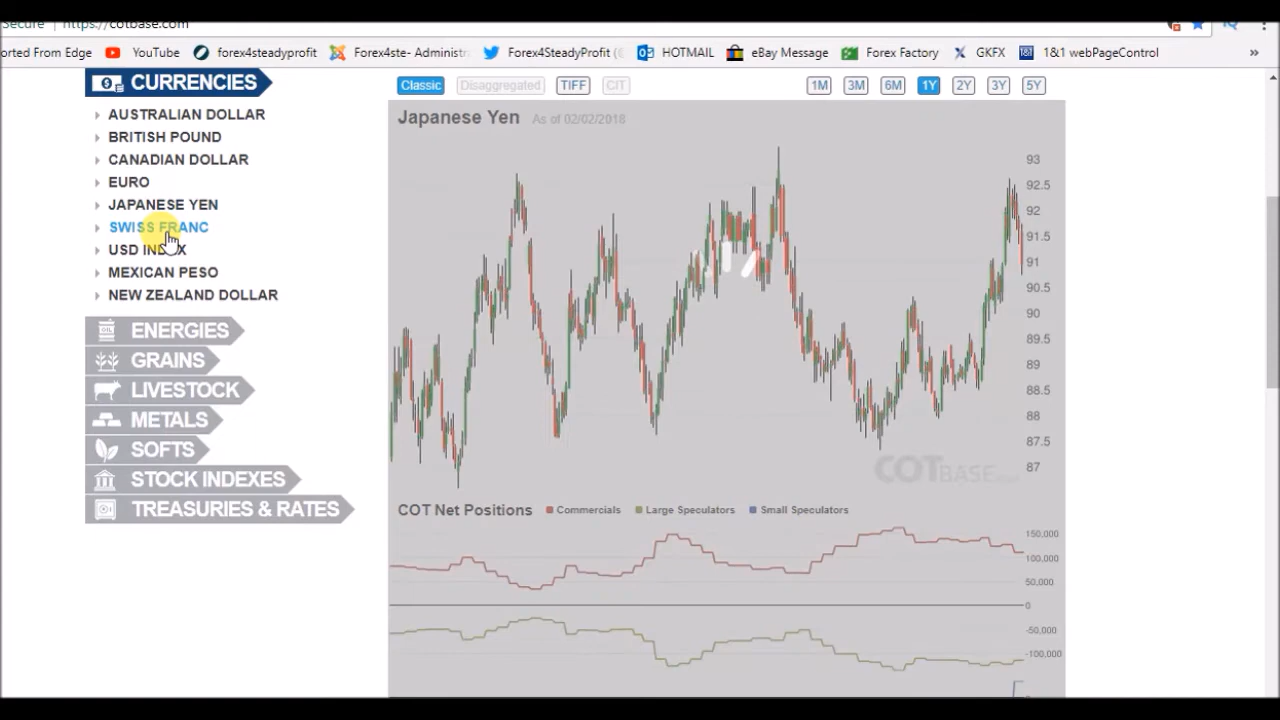 Secure https://cotbase.com
orted From Edge YouTube forex4steadyprofit Forex4ste- Administr Forex4SteadyProfit ( HOTMAIL eBay Message Forex Factory GKFX 1&1 webPageControl »
CURRENCIES
Classic Disaggregated TIFF CIT 1M 3M 6M 1Y 2Y 3Y 5Y
AUSTRALIAN DOLLAR
BRITISH POUND
CANADIAN DOLLAR
EURO
JAPANESE YEN
SWISS FRANC
USD INDEX
MEXICAN PESO
NEW ZEALAND DOLLAR
OIL ENERGIES
GRAINS
LIVESTOCK
METALS
SOFTS
STOCK INDEXES
TREASURIES & RATES
Japanese Yen As of 02/02/2018
93
92.5
92
91.5
91
90.5
90
89.5
89
88.5
88
87.5
87
COTBASE.com
COT Net Positions Commercials Large Speculators Small Speculators
150,000
100,000
50,000
0
-50,000
-100,000